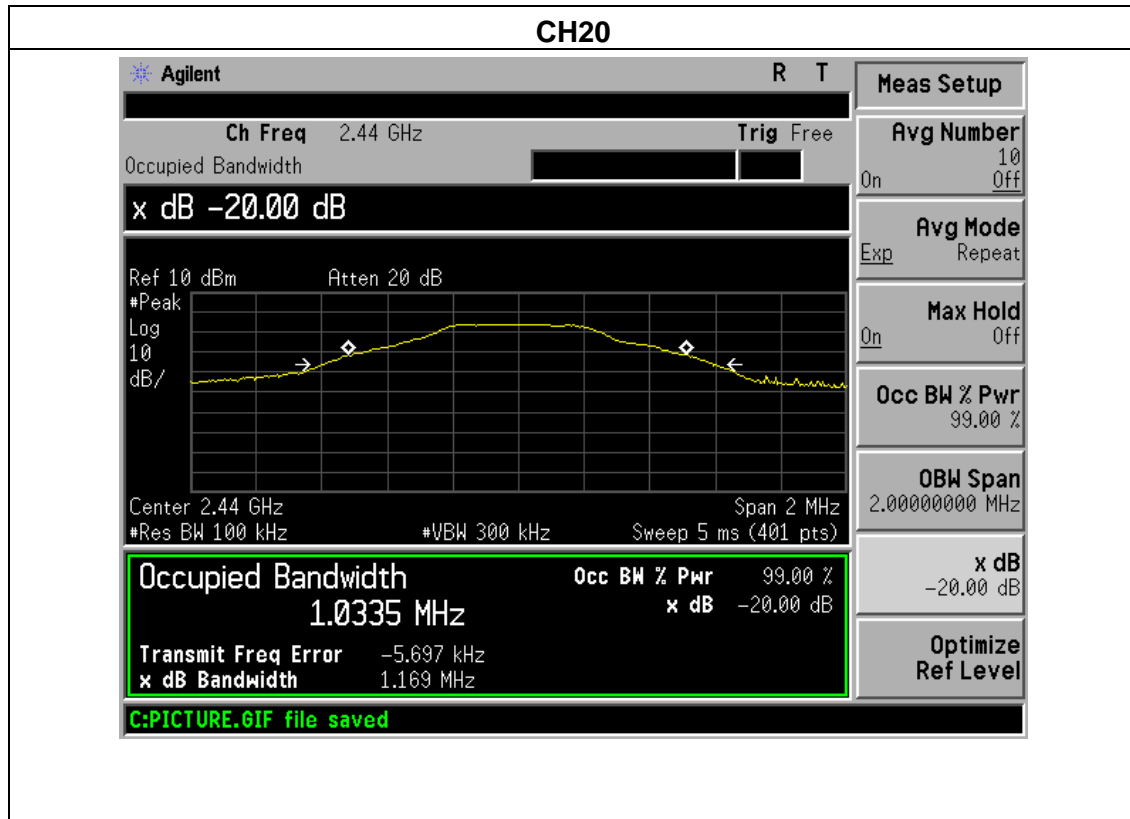 CH20
Agilent R T
Ch Freq 2.44 GHz Trig Free
Occupied Bandwidth
x dB -20.00 dB
Ref 10 dBm Atten 20 dB
#Peak
Log
10
dB/
Center 2.44 GHz Span 2 MHz
#Res BW 100 kHz #VBW 300 kHz Sweep 5 ms (401 pts)
Occupied Bandwidth Occ BW % Pwr 99.00 %
1.0335 MHz x dB -20.00 dB
Transmit Freq Error -5.697 kHz
x dB Bandwidth 1.169 MHz
C:PICTURE.GIF file saved
Meas Setup
Avg Number
10
On Off
Avg Mode
Exp Repeat
Max Hold
On Off
Occ BW % Pwr
99.00 %
OBW Span
2.00000000 MHz
x dB
-20.00 dB
Optimize
Ref Level